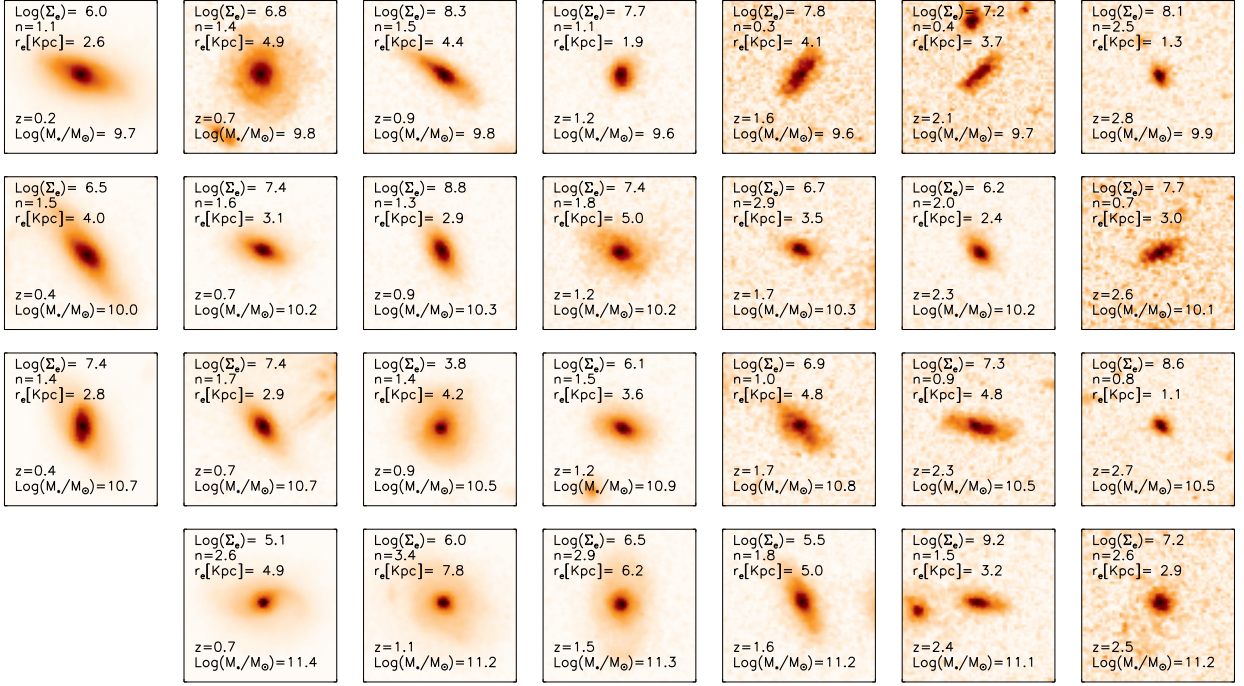 Log(Σe)= 6.0
n=1.1
re[Kpc]= 2.6
z=0.2
Log(M*/M⊙)= 9.7
Log(Σe)= 6.8
n=1.4
re[Kpc]= 4.9
z=0.7
Log(M*/M⊙)= 9.8
Log(Σe)= 8.3
n=1.5
re[Kpc]= 4.4
z=0.9
Log(M*/M⊙)= 9.8
Log(Σe)= 7.7
n=1.1
re[Kpc]= 1.9
z=1.2
Log(M*/M⊙)= 9.6
Log(Σe)= 7.8
n=0.3
re[Kpc]= 4.1
z=1.6
Log(M*/M⊙)= 9.6
Log(Σe)= 7.2
n=0.4
re[Kpc]= 3.7
z=2.1
Log(M*/M⊙)= 9.7
Log(Σe)= 8.1
n=2.5
re[Kpc]= 1.3
z=2.8
Log(M*/M⊙)= 9.9
Log(Σe)= 6.5
n=1.5
re[Kpc]= 4.0
z=0.4
Log(M*/M⊙)=10.0
Log(Σe)= 7.4
n=1.6
re[Kpc]= 3.1
z=0.7
Log(M*/M⊙)=10.2
Log(Σe)= 8.8
n=1.3
re[Kpc]= 2.9
z=0.9
Log(M*/M⊙)=10.3
Log(Σe)= 7.4
n=1.8
re[Kpc]= 5.0
z=1.2
Log(M*/M⊙)=10.2
Log(Σe)= 6.7
n=2.9
re[Kpc]= 3.5
z=1.7
Log(M*/M⊙)=10.3
Log(Σe)= 6.2
n=2.0
re[Kpc]= 2.4
z=2.3
Log(M*/M⊙)=10.2
Log(Σe)= 7.7
n=0.7
re[Kpc]= 3.0
z=2.6
Log(M*/M⊙)=10.1
Log(Σe)= 7.4
n=1.4
re[Kpc]= 2.8
z=0.4
Log(M*/M⊙)=10.7
Log(Σe)= 7.4
n=1.7
re[Kpc]= 2.9
z=0.7
Log(M*/M⊙)=10.7
Log(Σe)= 3.8
n=1.4
re[Kpc]= 4.2
z=0.9
Log(M*/M⊙)=10.5
Log(Σe)= 6.1
n=1.5
re[Kpc]= 3.6
z=1.2
Log(M*/M⊙)=10.9
Log(Σe)= 6.9
n=1.0
re[Kpc]= 4.8
z=1.7
Log(M*/M⊙)=10.8
Log(Σe)= 7.3
n=0.9
re[Kpc]= 4.8
z=2.3
Log(M*/M⊙)=10.5
Log(Σe)= 8.6
n=0.8
re[Kpc]= 1.1
z=2.7
Log(M*/M⊙)=10.5
Log(Σe)= 5.1
n=2.6
re[Kpc]= 4.9
z=0.7
Log(M*/M⊙)=11.4
Log(Σe)= 6.0
n=3.4
re[Kpc]= 7.8
z=1.1
Log(M*/M⊙)=11.2
Log(Σe)= 6.5
n=2.9
re[Kpc]= 6.2
z=1.5
Log(M*/M⊙)=11.3
Log(Σe)= 5.5
n=1.8
re[Kpc]= 5.0
z=1.6
Log(M*/M⊙)=11.2
Log(Σe)= 9.2
n=1.5
re[Kpc]= 3.2
z=2.4
Log(M*/M⊙)=11.1
Log(Σe)= 7.2
n=2.6
re[Kpc]= 2.9
z=2.5
Log(M*/M⊙)=11.2